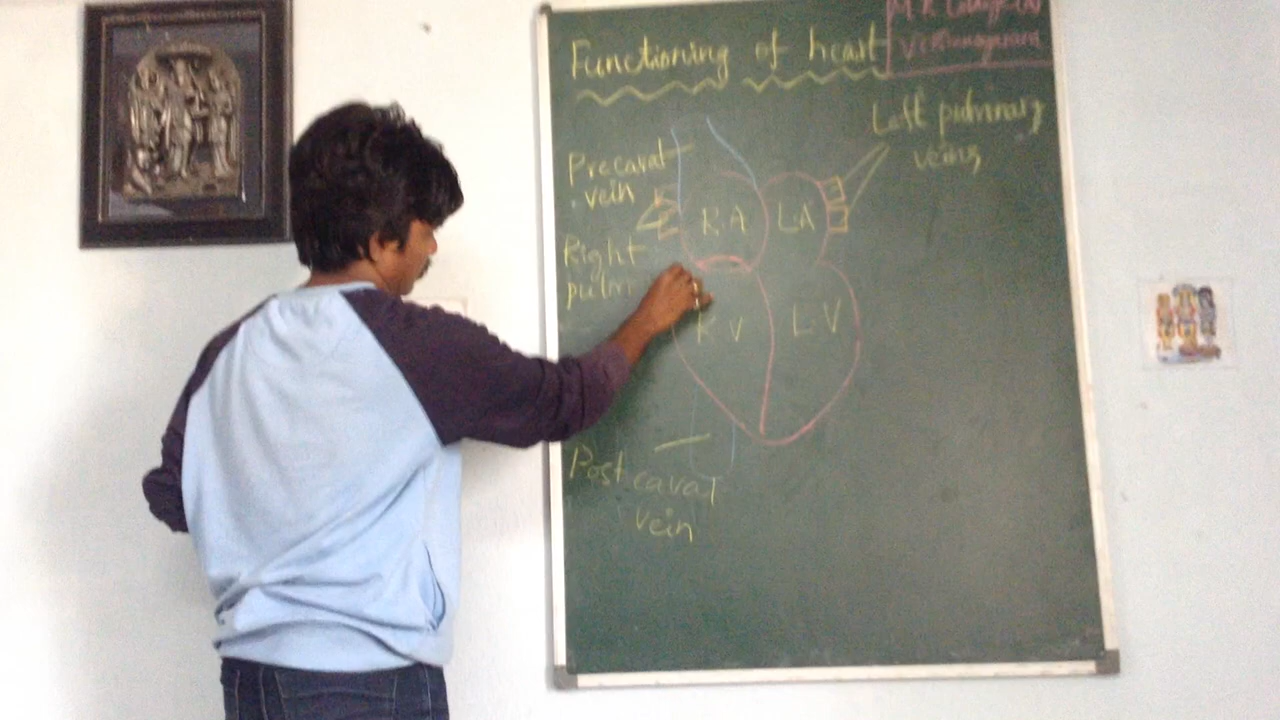 Functioning of heart
Left pulmonary
veins
Precaval
vein
R.A
L.A
Right
pulm
R V
L V
Post caval
vein